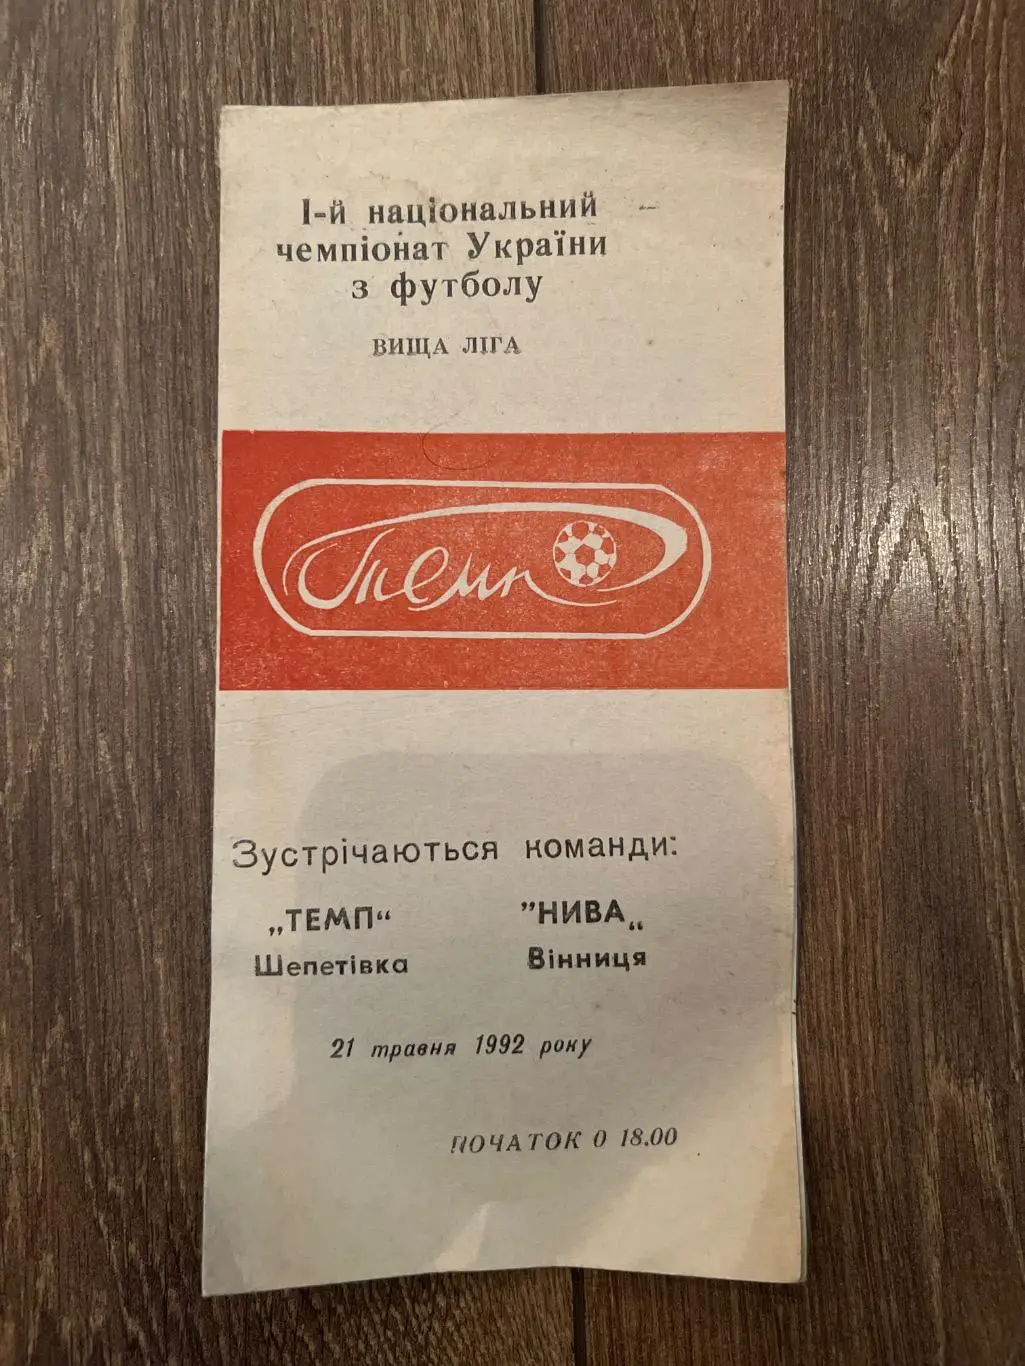 І-й національний
чемпіонат України
з футболу
ВИЩА ЛІГА
Темп
Зустрічаються команди:
„ТЕМП“ ”НИВА„
Шепетівка Вінниця
21 травня 1992 року
ПОЧАТОК О 18.00